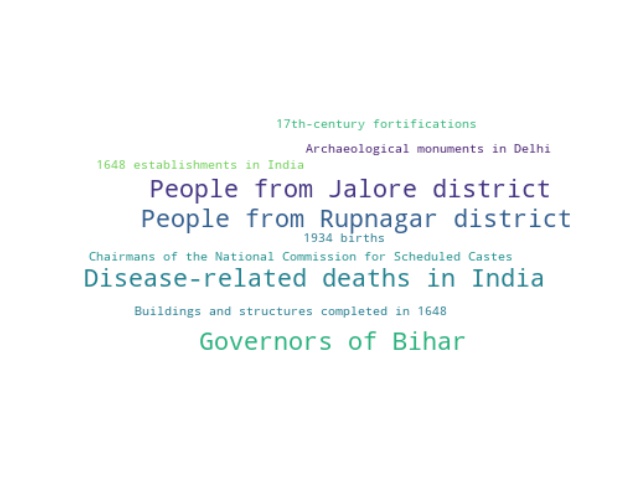 17th-century fortifications
Archaeological monuments in Delhi
1648 establishments in India
People from Jalore district
People from Rupnagar district
1934 births
Chairmans of the National Commission for Scheduled Castes
Disease-related deaths in India
Buildings and structures completed in 1648
Governors of Bihar